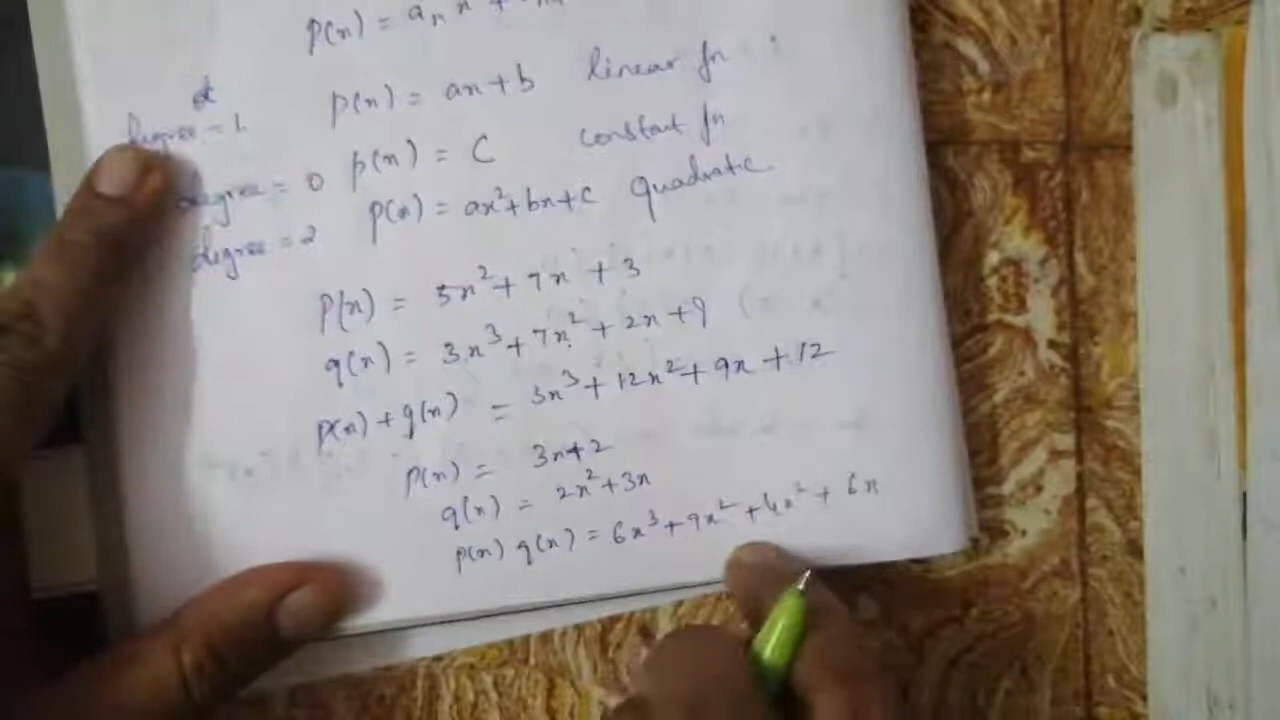 p(x) = aₙ x
degree = 1 p(x) = ax+b linear fn
degree = 0 p(x) = C constant fn
degree = 2 p(x) = ax²+bx+c quadratic
p(x) = 5x²+7x+3
q(x) = 3x³+7x²+2x+9
p(x)+q(x) = 3x³+12x²+9x+12
p(x) = 3x+2
q(x) = 2x²+3x
p(x) q(x) = 6x³+9x²+4x²+6x